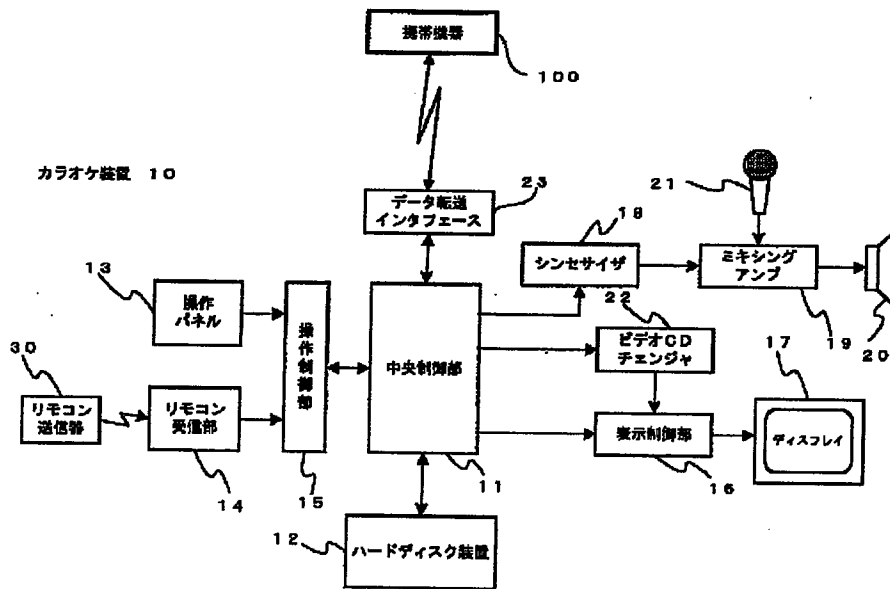 携帯機器
100
カラオケ装置 10
データ転送
インタフェース
23
21
18
シンセサイザ
ミキシング
アンプ
13
操作
パネル
操作制御部
中央制御部
22
ビデオCD
チェンジャ
19
20
17
30
リモコン
送信器
リモコン
受信部
表示制御部
ディスプレイ
14
15
11
16
12
ハードディスク装置